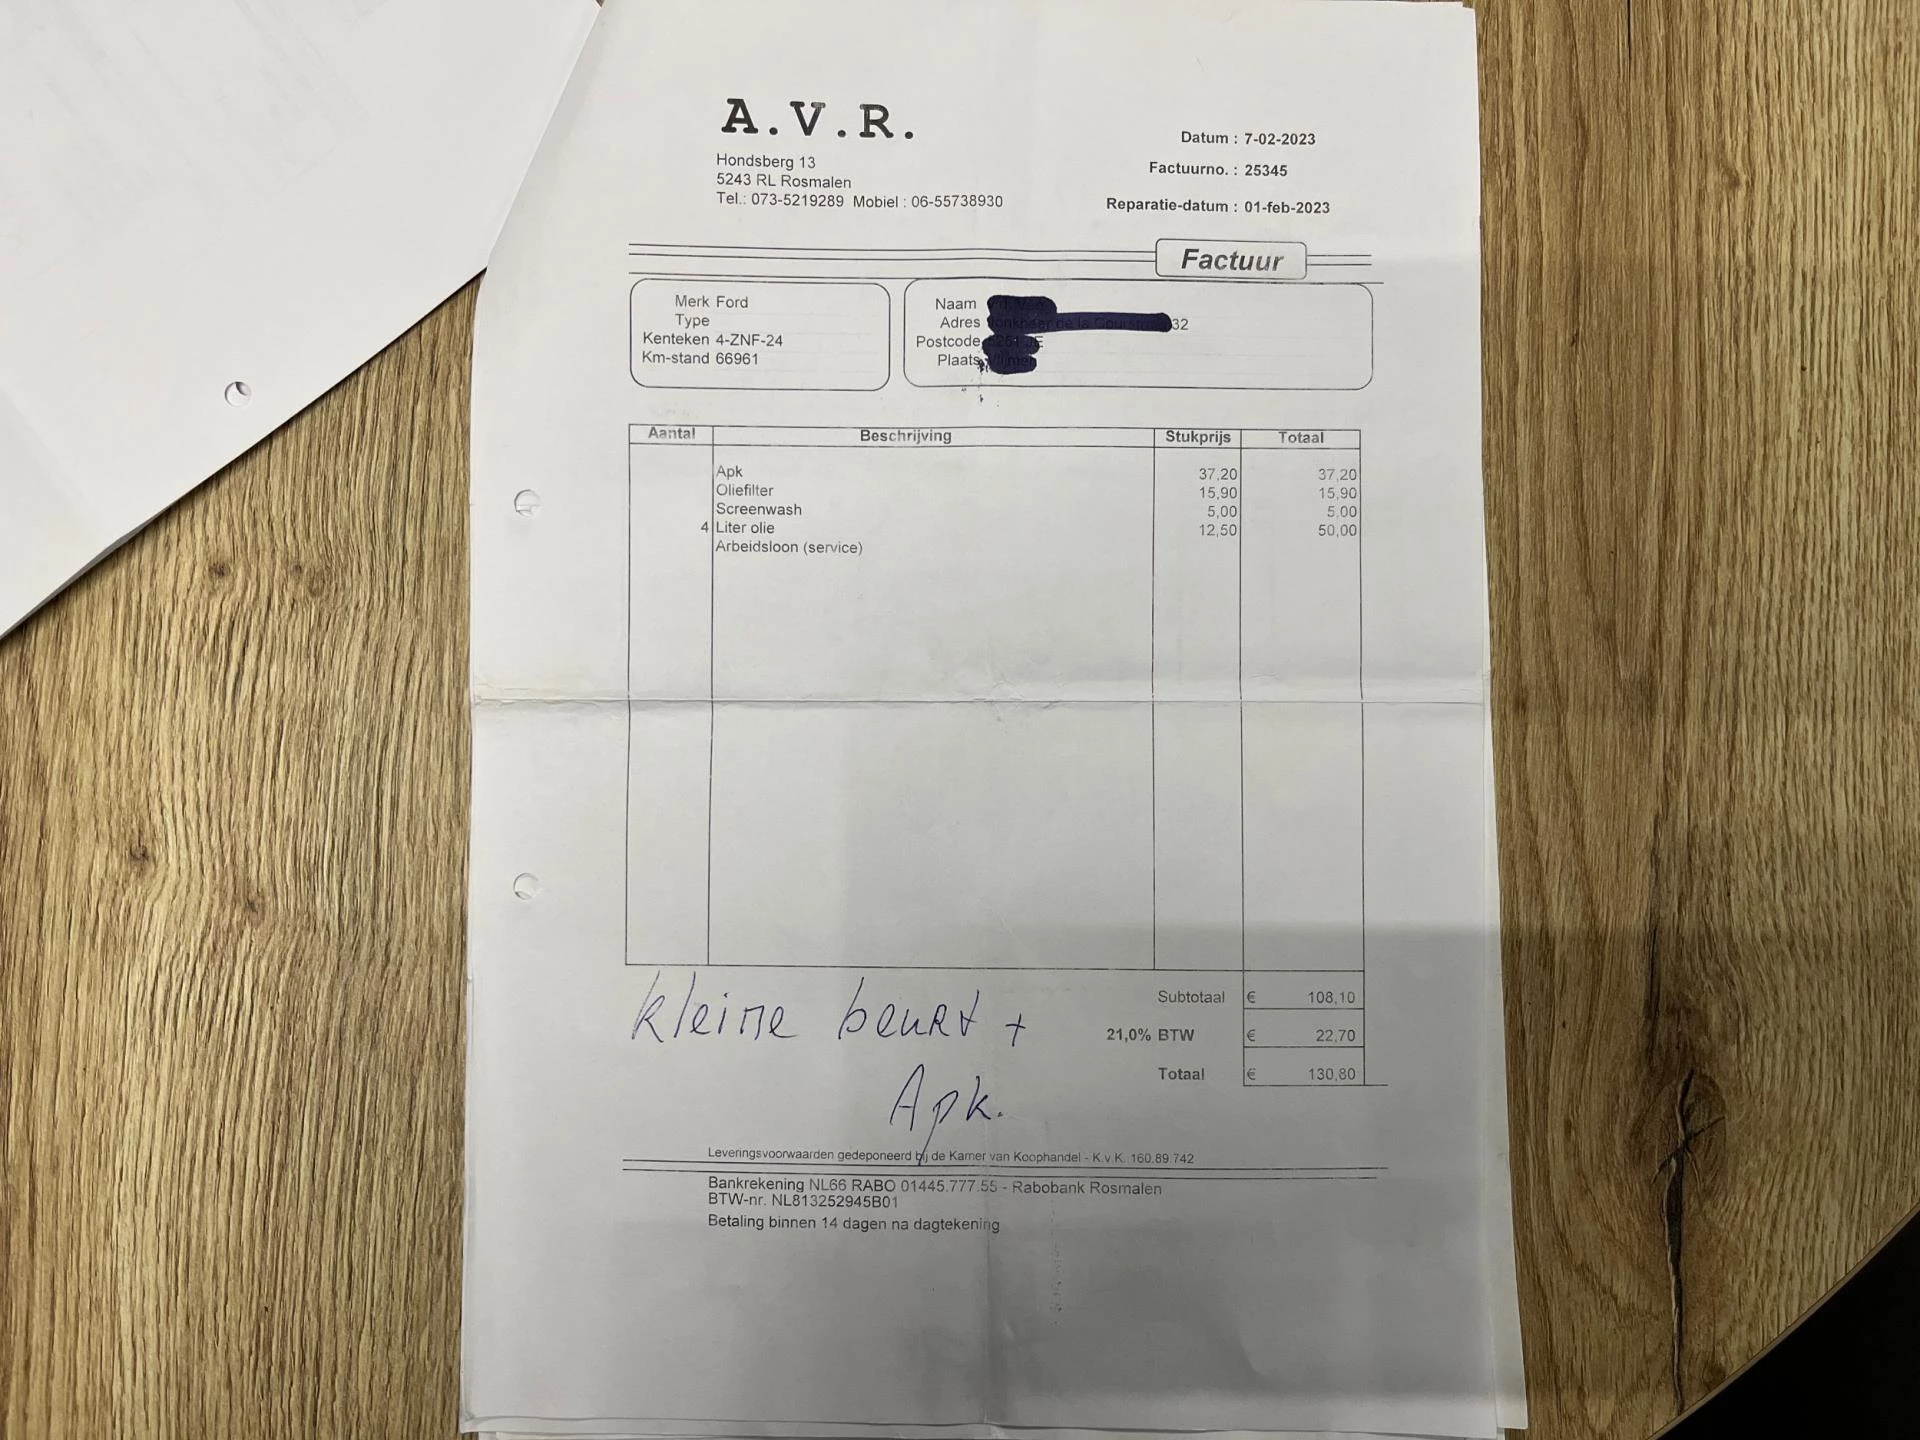 A.V.R.
Hondsberg 13
5243 RL Rosmalen
Tel.: 073-5219289 Mobiel : 06-55738930
Datum : 7-02-2023
Factuurno. : 25345
Reparatie-datum : 01-feb-2023
Factuur
Merk Ford
Type
Kenteken 4-ZNF-24
Km-stand 66961
Naam
Adres 32
Postcode
Plaats
Aantal Beschrijving Stukprijs Totaal
Apk 37,20 37,20
Oliefilter 15,90 15,90
Screenwash 5,00 5,00
4 Liter olie 12,50 50,00
Arbeidsloon (service)
Subtotaal € 108,10
21,0% BTW € 22,70
Totaal € 130,80
kleine beurt +
Apk.
Leveringsvoorwaarden gedeponeerd bij de Kamer van Koophandel - K.v.K. 160.89.742
Bankrekening NL66 RABO 01445.777.55 - Rabobank Rosmalen
BTW-nr. NL813252945B01
Betaling binnen 14 dagen na dagtekening